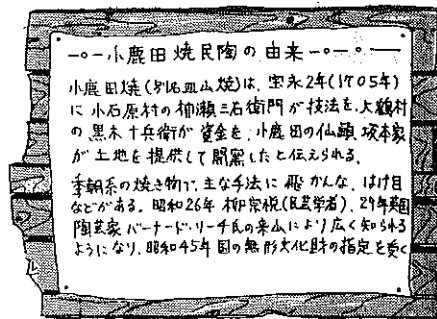 小鹿田焼民陶の由来
小鹿田焼(別名皿山焼)は、宝永2年(1705年)
に小石原村の柳瀬三右衛門が技法を、大鶴村
の黒木十兵衛が資金を、小鹿田の仙頭、坂本家
が土地を提供して開窯したと伝えられる。
李朝系の焼き物で、主な手法に飛かんな、はけ目
などがある。昭和26年柳宗悦(民芸学者)、29年英国
陶芸家バーナード・リーチ氏の来山により広く知られる
ようになり、昭和45年国の無形文化財の指定を受く